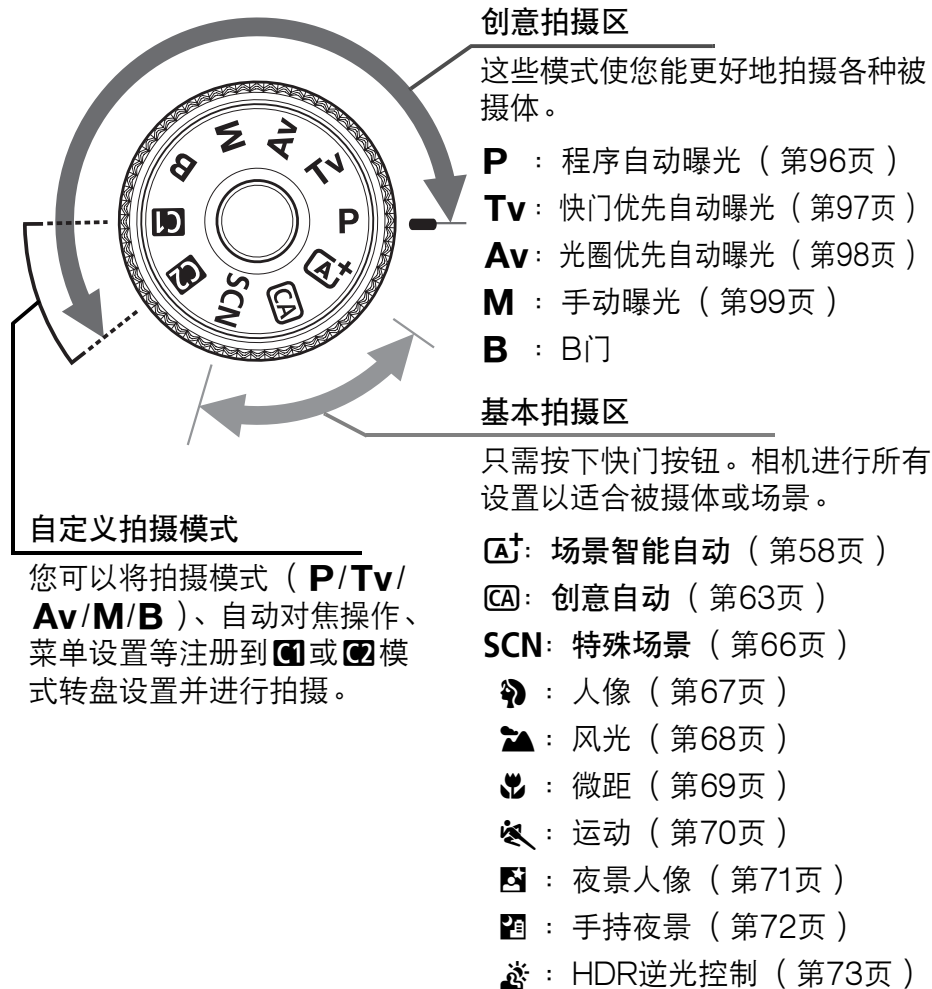 创意拍摄区
这些模式使您能更好地拍摄各种被
摄体。
P : 程序自动曝光（第96页）
Tv : 快门优先自动曝光（第97页）
Av : 光圈优先自动曝光（第98页）
M : 手动曝光（第99页）
B : B门
基本拍摄区
只需按下快门按钮。相机进行所有
设置以适合被摄体或场景。
A+ : 场景智能自动（第58页）
CA : 创意自动（第63页）
SCN : 特殊场景（第66页）
: 人像（第67页）
: 风光（第68页）
: 微距（第69页）
: 运动（第70页）
: 夜景人像（第71页）
: 手持夜景（第72页）
: HDR逆光控制（第73页）
自定义拍摄模式
您可以将拍摄模式（P/Tv/
Av/M/B）、自动对焦操作、
菜单设置等注册到C1或C2模
式转盘设置并进行拍摄。
B
M
Av
Tv
P
A+
CA
SCN
C2
C1